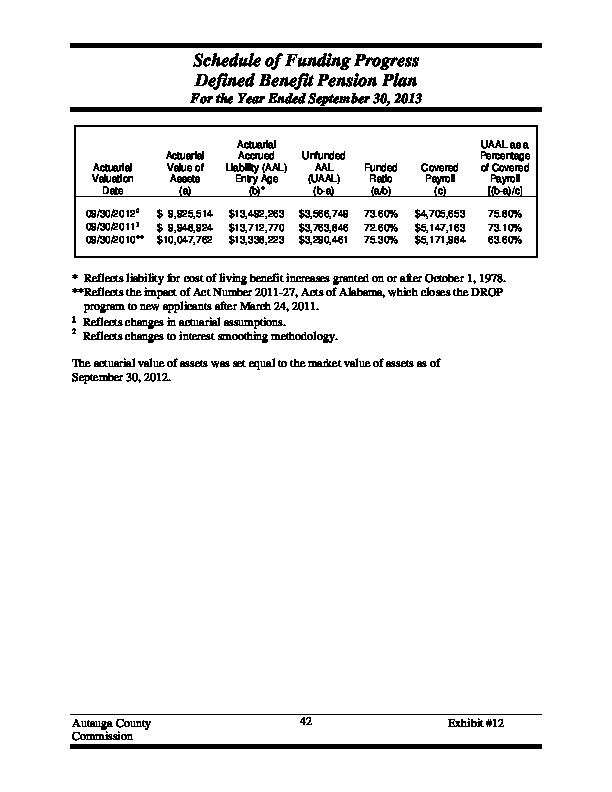 Schedule of Funding Progress
Defined Benefit Pension Plan
For the Year Ended September 30, 2013
Actuarial UAAL as a
Actuarial Accrued Unfunded Percentage
Actuarial Value of Liability (AAL) AAL Funded Covered of Covered
Valuation Assets Entry Age (UAAL) Ratio Payroll Payroll
Date (a) (b)* (b-a) (a/b) (c) [(b-a)/c]
09/30/2012² $ 9,925,514 $13,492,263 $3,566,749 73.60% $4,705,653 75.80%
09/30/2011¹ $ 9,948,924 $13,712,770 $3,763,846 72.60% $5,147,163 73.10%
09/30/2010** $10,047,762 $13,338,223 $3,290,461 75.30% $5,171,984 63.60%
* Reflects liability for cost of living benefit increases granted on or after October 1, 1978.
**Reflects the impact of Act Number 2011-27, Acts of Alabama, which closes the DROP
program to new applicants after March 24, 2011.
¹ Reflects changes in actuarial assumptions.
² Reflects changes to interest smoothing methodology.
The actuarial value of assets was set equal to the market value of assets as of
September 30, 2012.
Autauga County 42 Exhibit #12
Commission